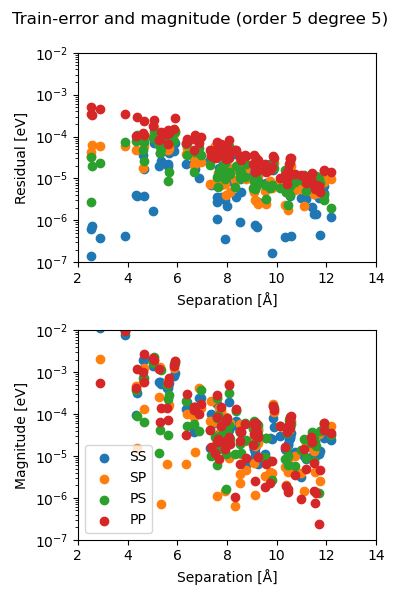 Train-error and magnitude (order 5 degree 5)
10⁻²
10⁻³
10⁻⁴
10⁻⁵
10⁻⁶
10⁻⁷
Residual [eV]
2 4 6 8 10 12 14
Separation [Å]
10⁻²
10⁻³
10⁻⁴
10⁻⁵
10⁻⁶
10⁻⁷
Magnitude [eV]
SS
SP
PS
PP
2 4 6 8 10 12 14
Separation [Å]